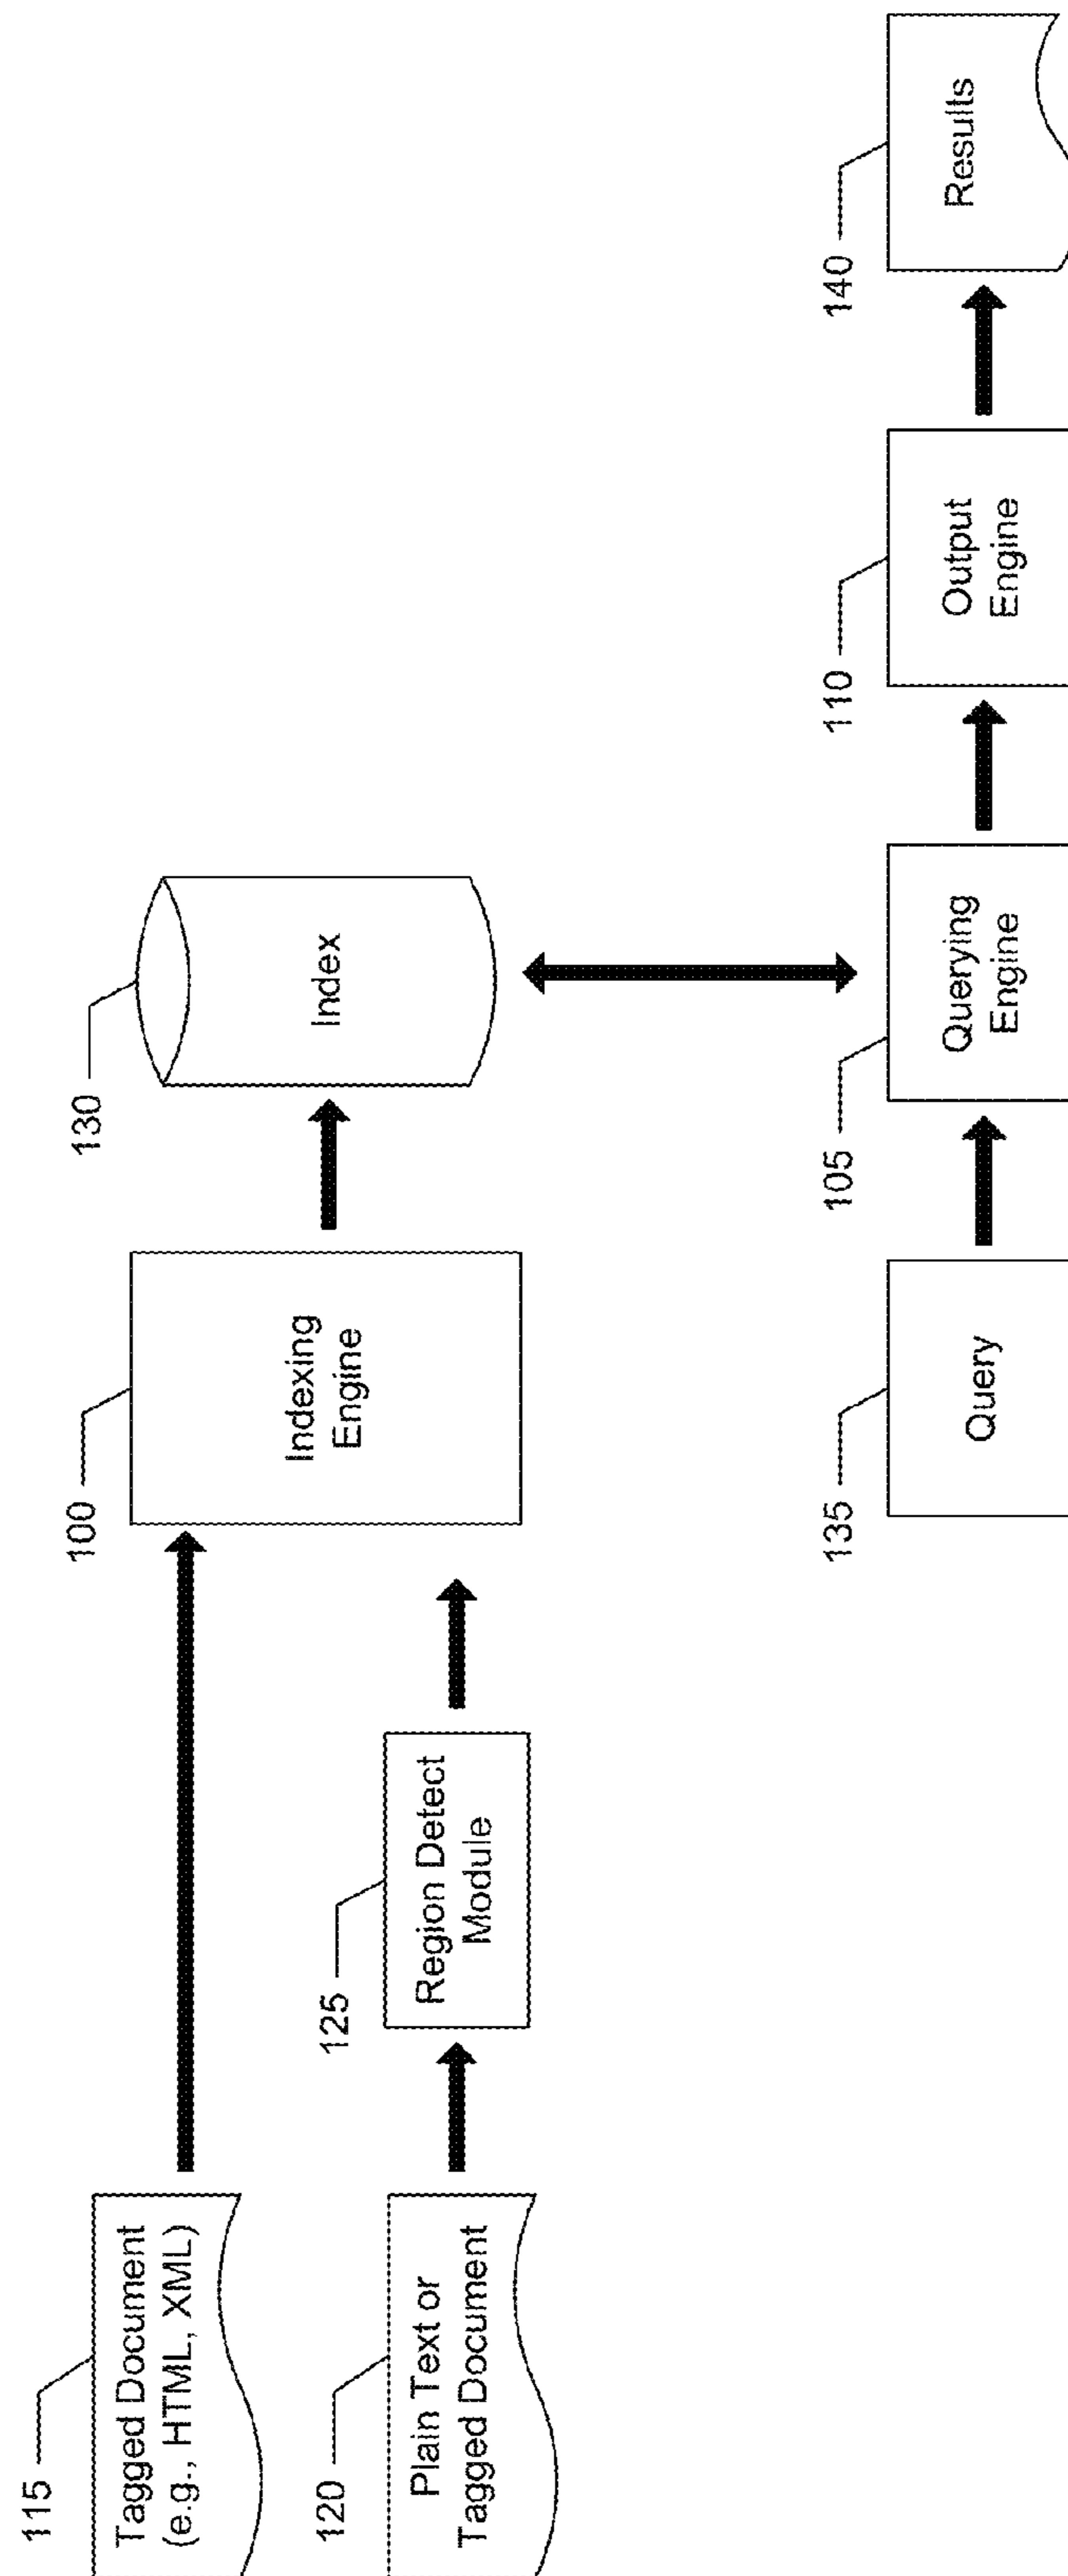 115
Tagged Document
(e.g., HTML, XML)
120
Plain Text or
Tagged Document
125
Region Detect
Module
100
Indexing
Engine
130
Index
135
Query
105
Querying
Engine
110
Output
Engine
140
Results